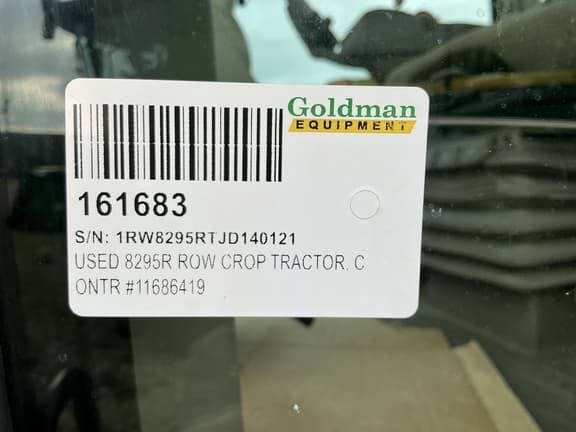 Goldman
EQUIPMENT
161683
S/N: 1RW8295RTJD140121
USED 8295R ROW CROP TRACTOR. C
ONTR #11686419